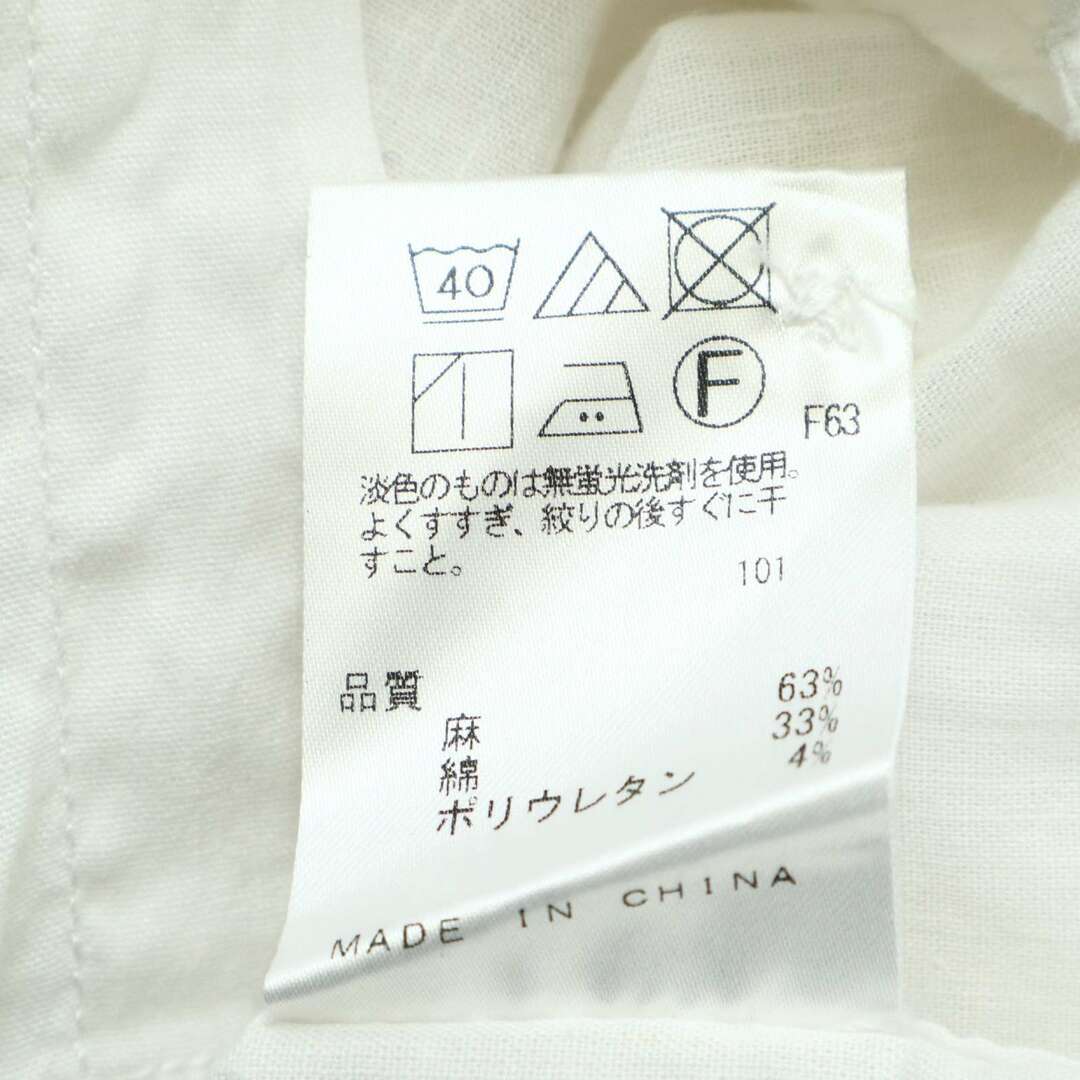 40
F
F63
淡色のものは無蛍光洗剤を使用。
よくすすぎ、絞りの後すぐに干
すこと。
101
品質
麻 63%
綿 33%
ポリウレタン 4%
MADE IN CHINA